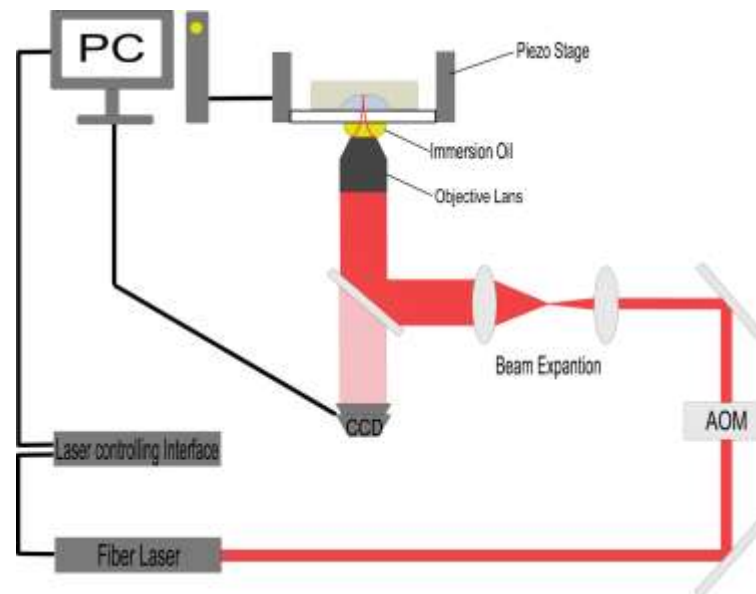 PC
Piezo Stage
Immersion Oil
Objective Lans
Beam Expantion
AOM
CCD
Laser controlling Interface
Fiber Laser